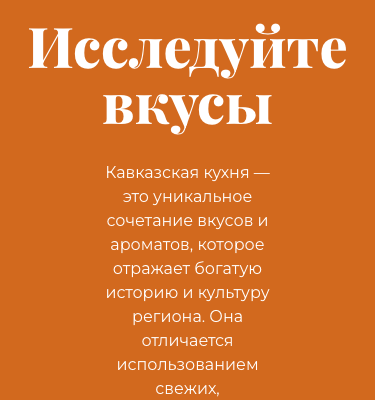 Исследуйте
вкусы
Кавказская кухня —
это уникальное
сочетание вкусов и
ароматов, которое
отражает богатую
историю и культуру
региона. Она
отличается
использованием
свежих,